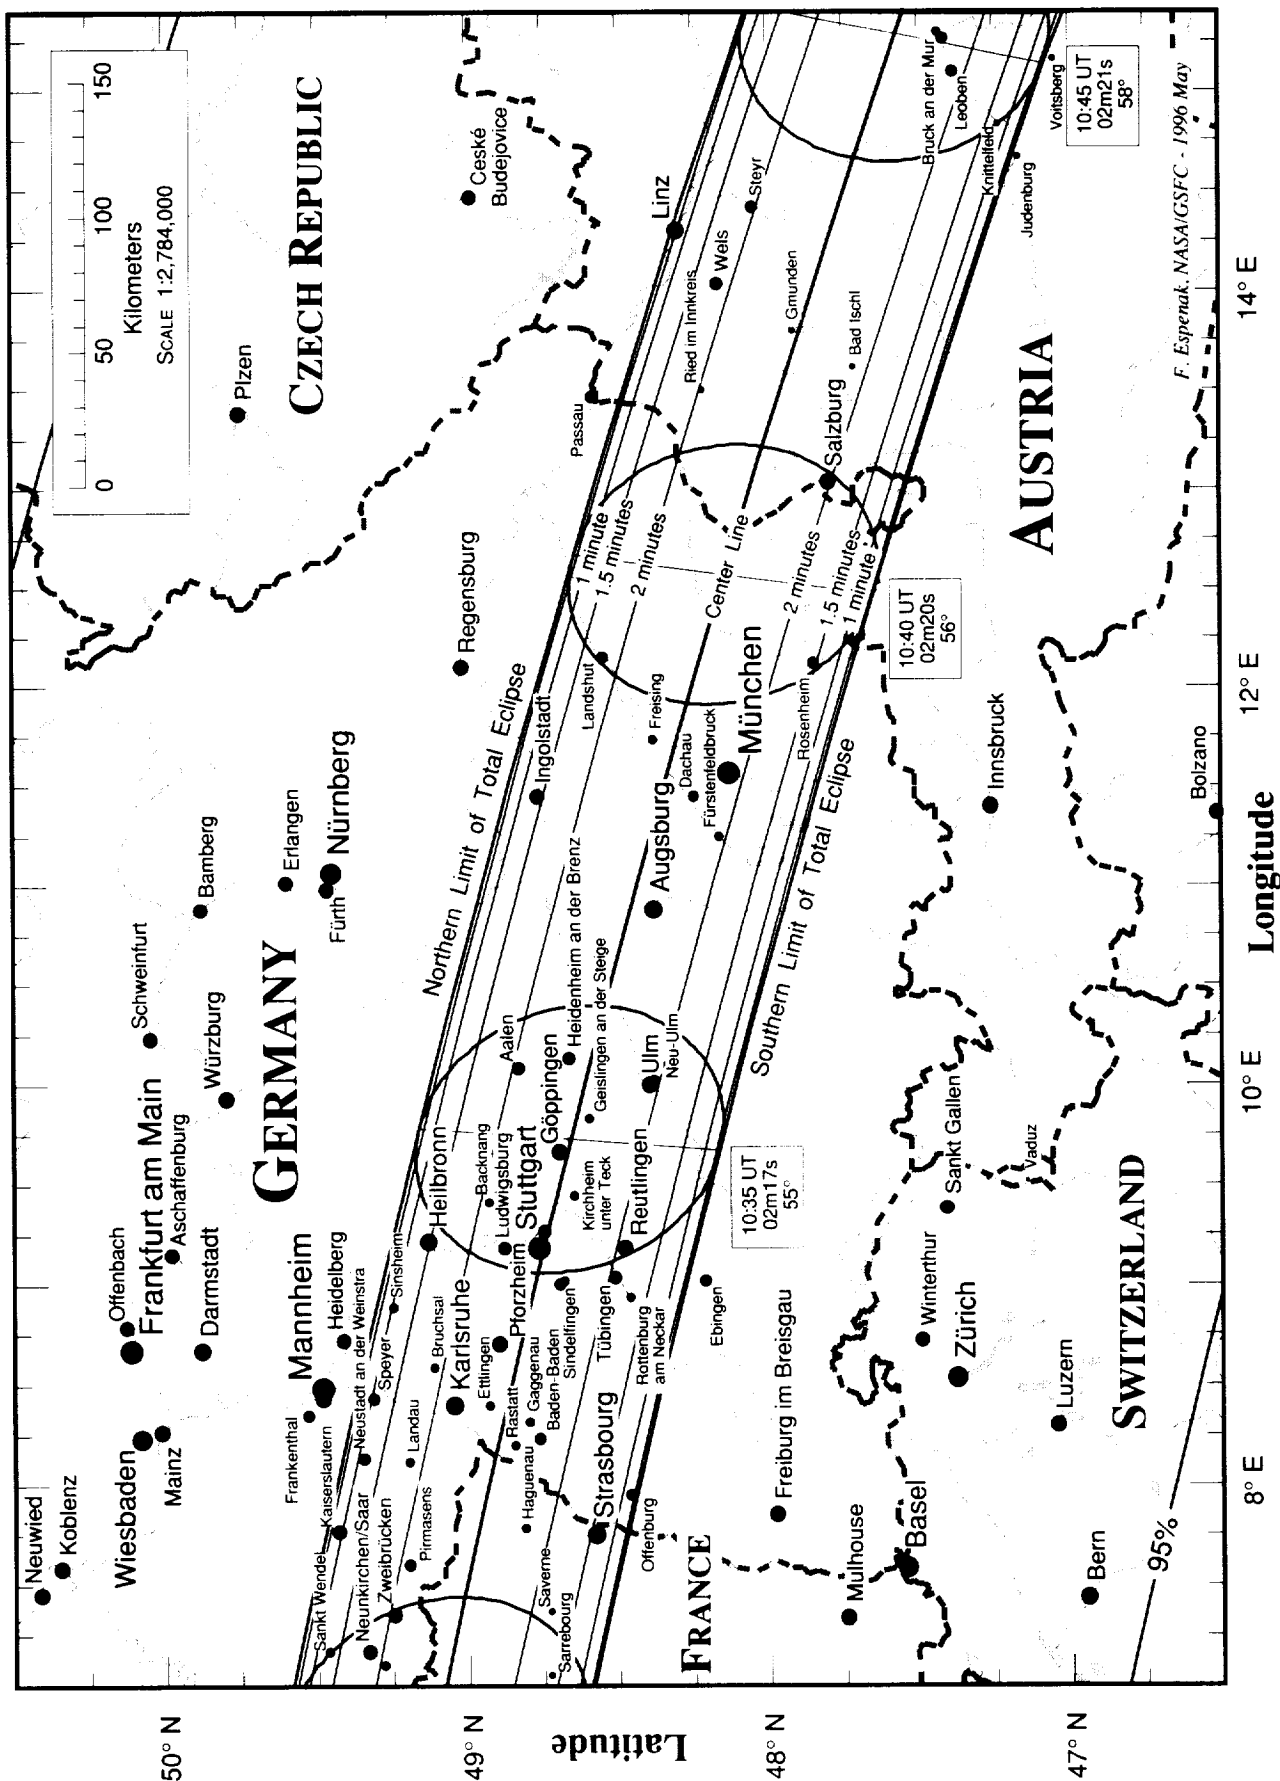 0
50
100
150
Kilometers
SCALE 1:2,784,000
CZECH REPUBLIC
Plzen
Ceské
Budejovice
GERMANY
Neuwied
Koblenz
Wiesbaden
Mainz
Offenbach
Frankfurt am Main
Aschaffenburg
Darmstadt
Schweinfurt
Würzburg
Bamberg
Erlangen
Fürth
Nürnberg
Regensburg
Frankenthal
Mannheim
Heidelberg
Kaiserslautern
Neustadt an der Weinstra
Speyer
Sinsheim
Sankt Wendel
Neunkirchen/Saar
Zweibrücken
Pirmasens
Landau
Bruchsal
Karlsruhe
Ettlingen
Rastatt
Gaggenau
Baden-Baden
Haguenau
Saverne
Sarrebourg
Strasbourg
Offenburg
Heilbronn
Backnang
Ludwigsburg
Stuttgart
Pforzheim
Sindelfingen
Tübingen
Rottenburg
am Neckar
Reutlingen
Kirchheim
unter Teck
Göppingen
Aalen
Heidenheim an der Brenz
Geislingen an der Steige
Ulm
Neu-Ulm
Ebingen
Northern Limit of Total Eclipse
Ingolstadt
Landshut
Freising
Dachau
Fürstenfeldbruck
Augsburg
München
Rosenheim
Southern Limit of Total Eclipse
1 minute
1.5 minutes
2 minutes
Center Line
2 minutes
1.5 minutes
1 minute
Passau
Linz
Ried im Innkreis
Wels
Steyr
Gmunden
Bad Ischl
Salzburg
Bruck an der Mur
Leoben
Knittelfeld
Judenburg
Voitsberg
10:35 UT
02m17s
55°
10:40 UT
02m20s
56°
10:45 UT
02m21s
58°
AUSTRIA
Innsbruck
Bolzano
FRANCE
Freiburg im Breisgau
Mulhouse
Basel
Bern
Luzern
Zürich
Winterthur
Sankt Gallen
Vaduz
SWITZERLAND
95%
F. Espenak, NASA/GSFC - 1996 May
50° N
49° N
48° N
47° N
Latitude
8° E
10° E
12° E
14° E
Longitude